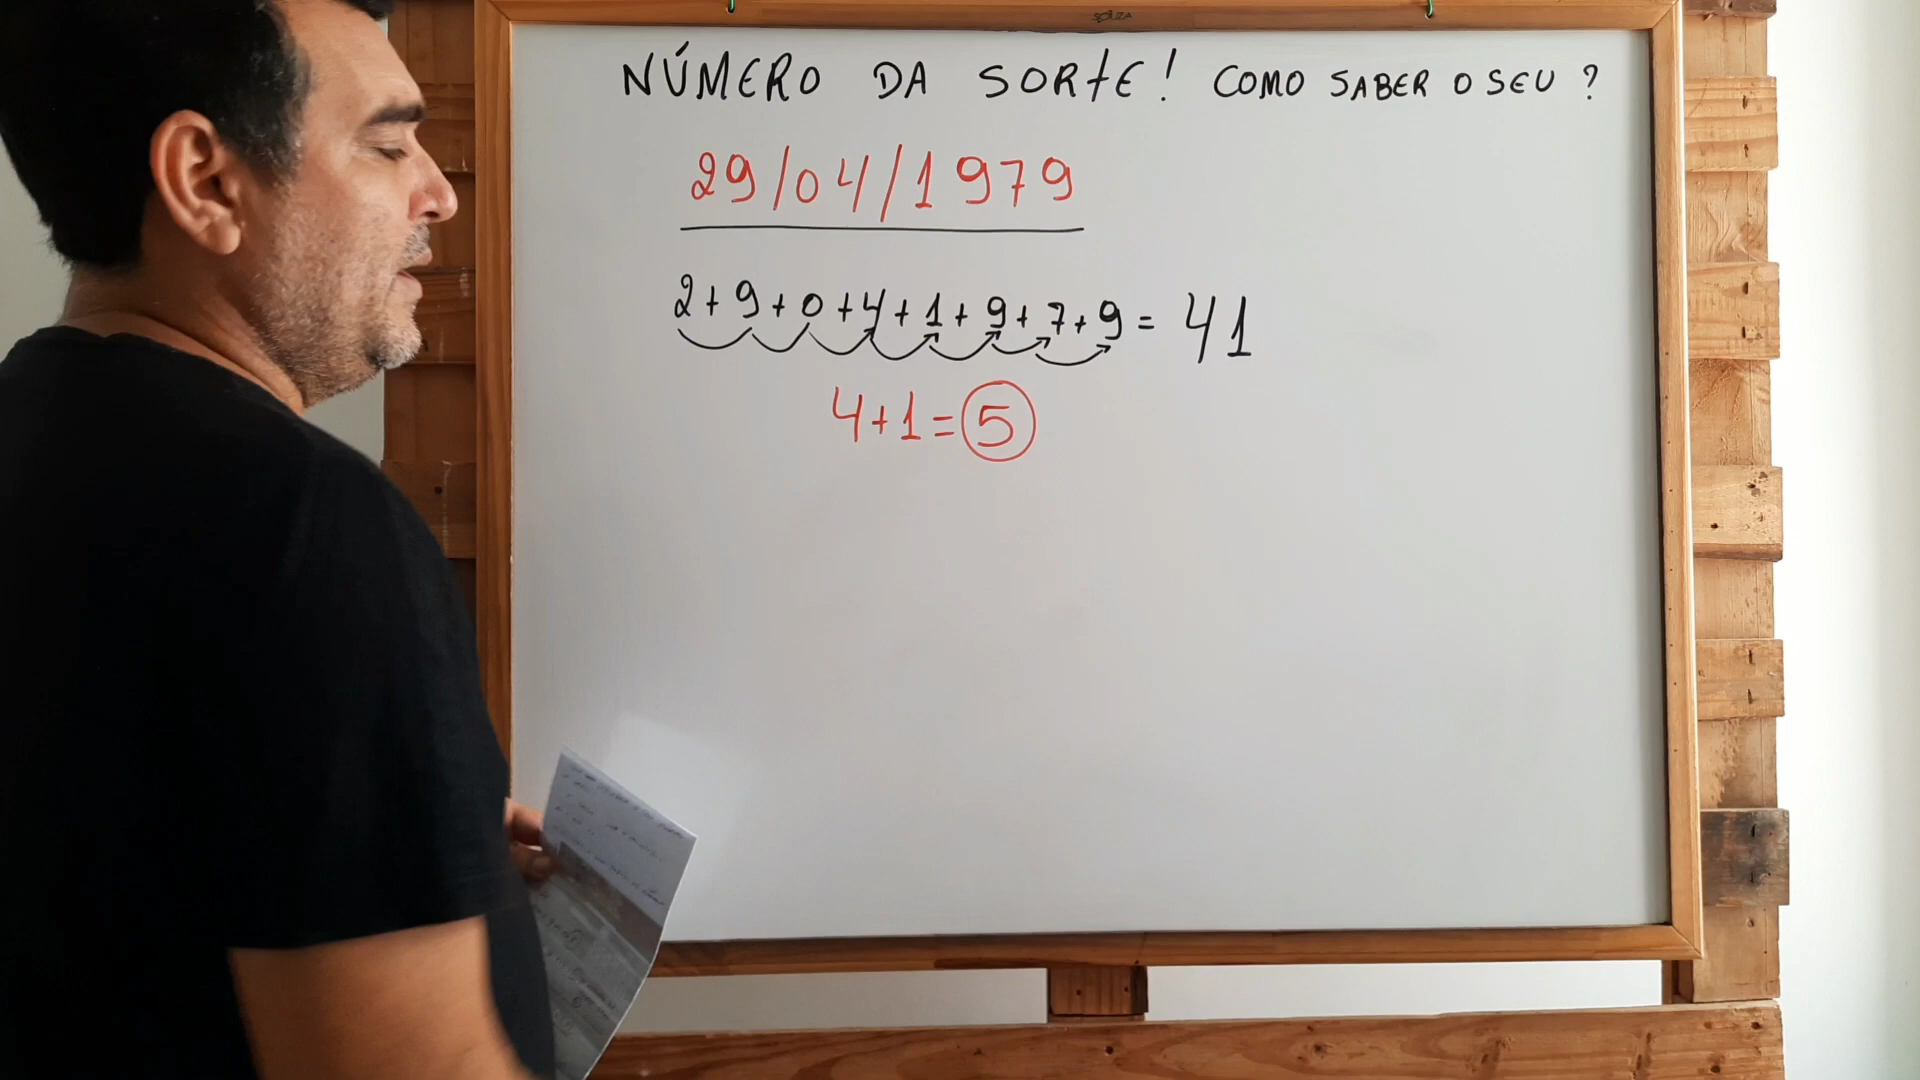 SOUZA
NÚMERO DA SORTE! COMO SABER O SEU ?
29/04/1979
2+9+0+4+1+9+7+9= 41
4+1=5